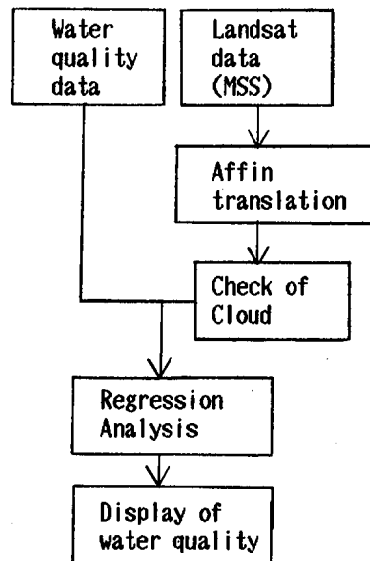 Water
quality
data
Landsat
data
(MSS)
Affin
translation
Check of
Cloud
Regression
Analysis
Display of
water quality